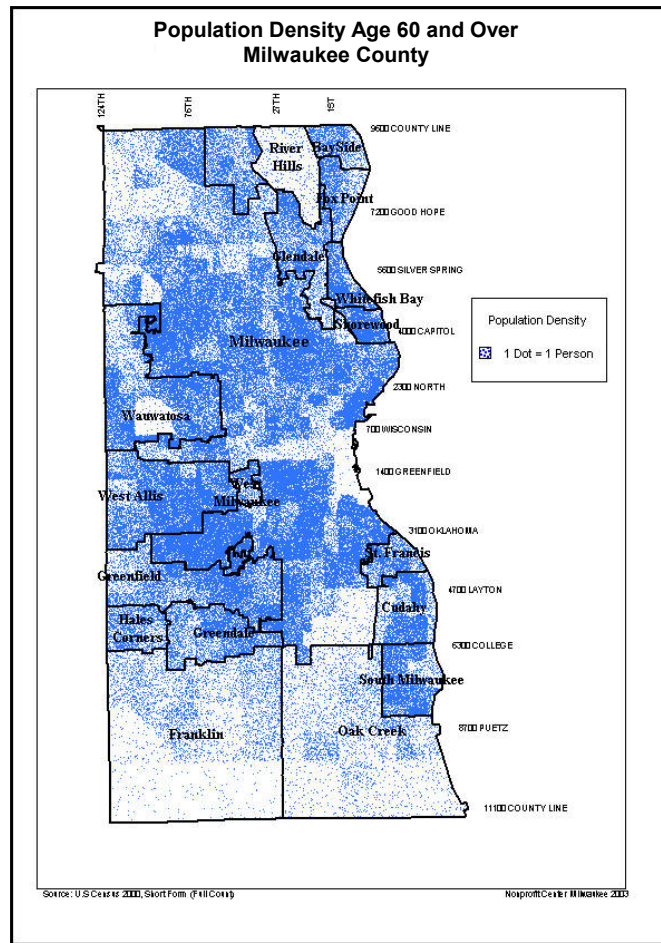 Population Density Age 60 and Over
Milwaukee County
124TH
76TH
27TH
1ST
9600 COUNTY LINE
River
Hills
BaySide
Fox Point
7200 GOOD HOPE
Glendale
5600 SILVER SPRING
Whitefish Bay
Shorewood
4000 CAPITOL
Population Density
1 Dot = 1 Person
Milwaukee
2300 NORTH
Wauwatosa
700 WISCONSIN
1400 GREENFIELD
West Allis
West
Milwaukee
3100 OKLAHOMA
St. Francis
Greenfield
4700 LAYTON
Cudahy
Hales
Corners
Greendale
6300 COLLEGE
South Milwaukee
8700 PUETZ
Franklin
Oak Creek
11100 COUNTY LINE
Source: U.S Census 2000, Short Form (Full Count)
Nonprofit Center Milwaukee 2003